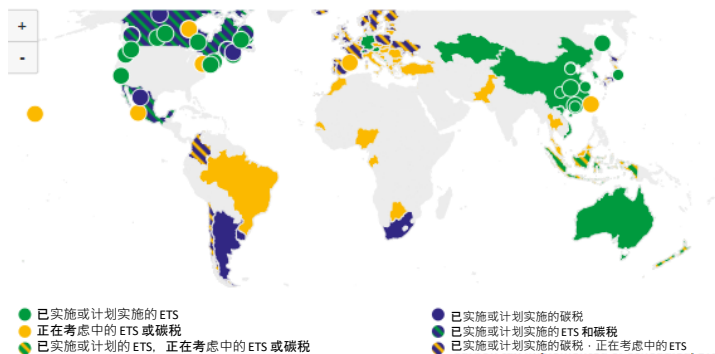 +
-
已实施或计划实施的 ETS
正在考虑中的 ETS 或碳税
已实施或计划的 ETS，正在考虑中的 ETS 或碳税
已实施或计划实施的碳税
已实施或计划实施的 ETS 和碳税
已实施或计划实施的碳税，正在考虑中的 ETS